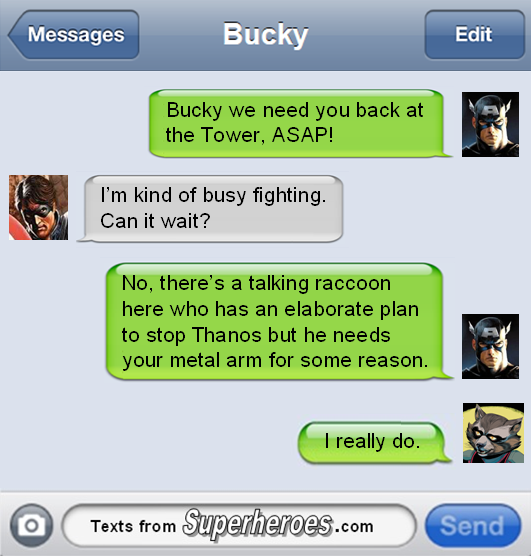 Messages
Bucky
Edit
Bucky we need you back at
the Tower, ASAP!
I'm kind of busy fighting.
Can it wait?
No, there's a talking raccoon
here who has an elaborate plan
to stop Thanos but he needs
your metal arm for some reason.
I really do.
Texts from Superheroes.com
Send